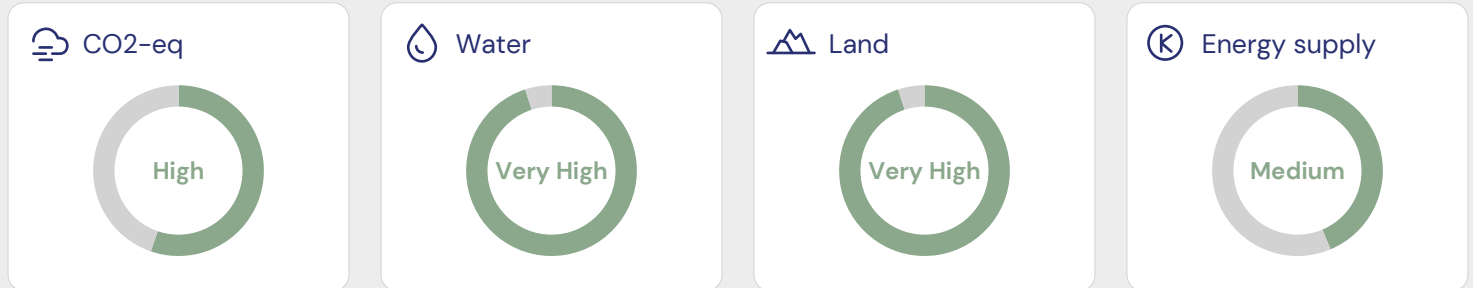 CO2-eq
High
Water
Very High
Land
Very High
Energy supply
Medium